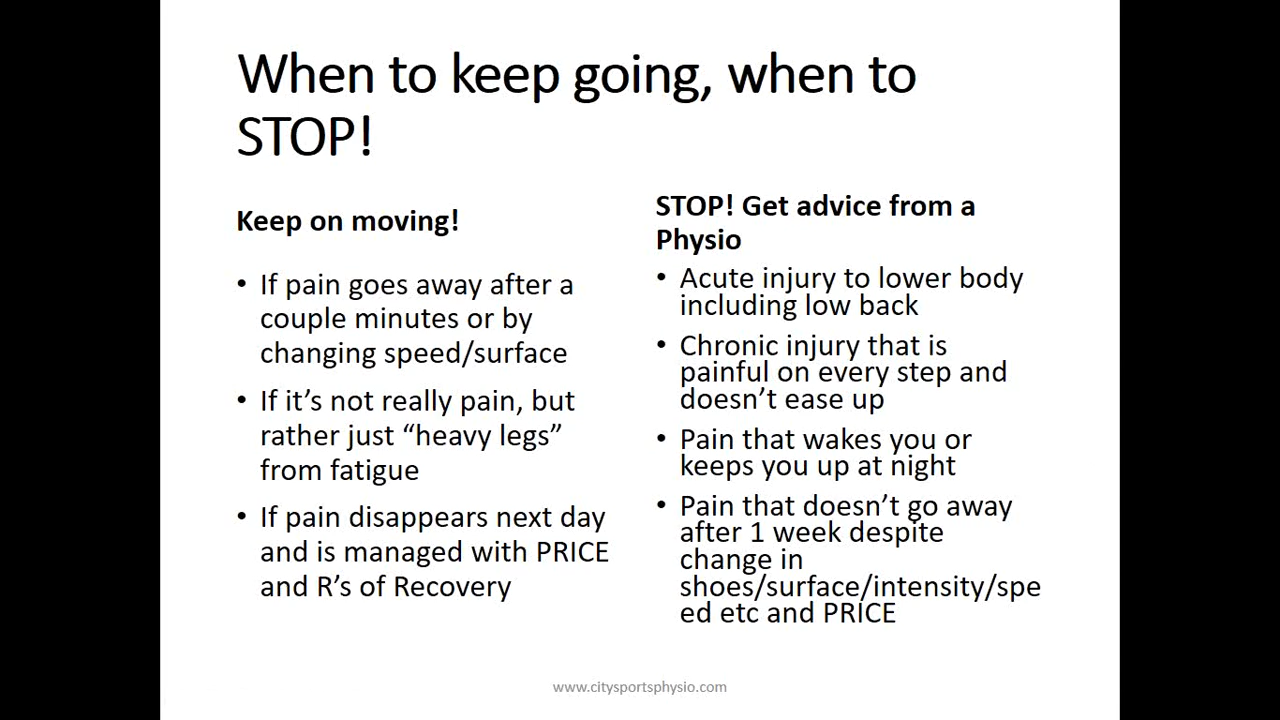 When to keep going, when to
STOP!
Keep on moving!
• If pain goes away after a
couple minutes or by
changing speed/surface
• If it’s not really pain, but
rather just “heavy legs”
from fatigue
• If pain disappears next day
and is managed with PRICE
and R’s of Recovery
STOP! Get advice from a
Physio
• Acute injury to lower body
including low back
• Chronic injury that is
painful on every step and
doesn’t ease up
• Pain that wakes you or
keeps you up at night
• Pain that doesn’t go away
after 1 week despite
change in
shoes/surface/intensity/spe
ed etc and PRICE
www.citysportsphysio.com